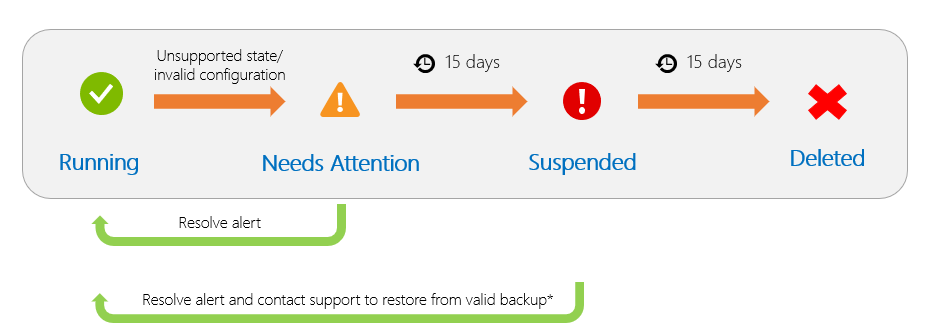 Unsupported state/
invalid configuration
15 days
15 days
Running
Needs Attention
Suspended
Deleted
Resolve alert
Resolve alert and contact support to restore from valid backup*